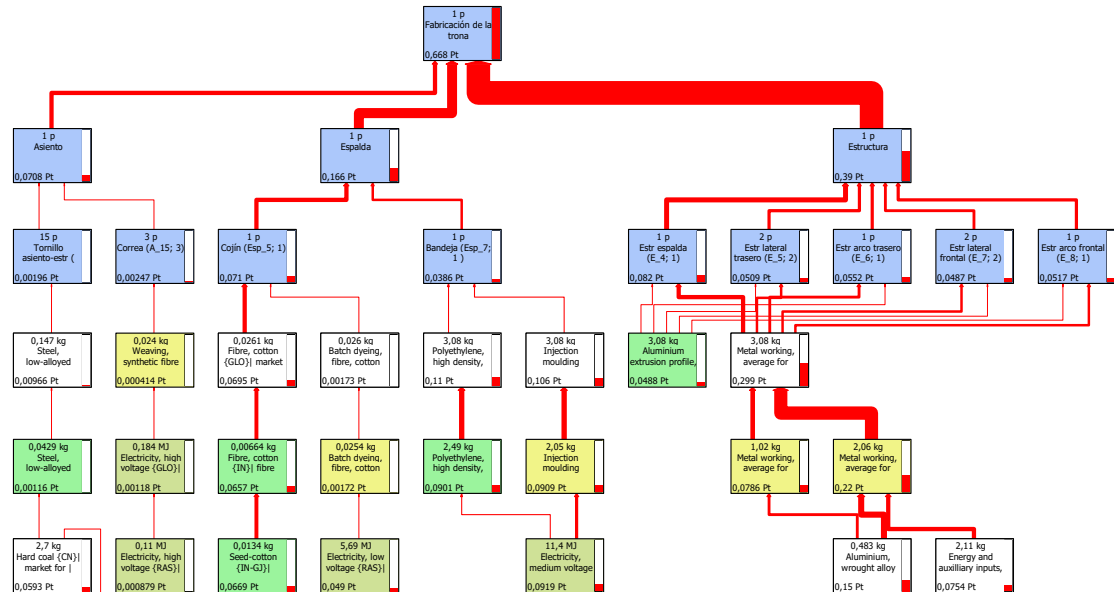 1 p
Fabricación de la
trona
0,668 Pt
1 p
Asiento
0,0708 Pt
1 p
Espalda
0,166 Pt
1 p
Estructura
0,39 Pt
15 p
Tornillo
asiento-estr (
0,00196 Pt
3 p
Correa (A_15; 3)
0,00247 Pt
1 p
Cojín (Esp_5; 1)
0,071 Pt
1 p
Bandeja (Esp_7;
1 )
0,0386 Pt
1 p
Estr espalda
(E_4; 1)
0,082 Pt
2 p
Estr lateral
trasero (E_5; 2)
0,0509 Pt
1 p
Estr arco trasero
(E_6; 1)
0,0552 Pt
2 p
Estr lateral
frontal (E_7; 2)
0,0487 Pt
1 p
Estr arco frontal
(E_8; 1)
0,0517 Pt
0,147 kg
Steel,
low-alloyed
0,00966 Pt
0,024 kg
Weaving,
synthetic fibre
0,000414 Pt
0,0261 kg
Fibre, cotton
{GLO}| market
0,0695 Pt
0,026 kg
Batch dyeing,
fibre, cotton
0,00173 Pt
3,08 kg
Polyethylene,
high density,
0,11 Pt
3,08 kg
Injection
moulding
0,106 Pt
3,08 kg
Aluminium
extrusion profile,
0,0488 Pt
3,08 kg
Metal working,
average for
0,299 Pt
0,0429 kg
Steel,
low-alloyed
0,00116 Pt
0,184 MJ
Electricity, high
voltage {GLO}|
0,00118 Pt
0,00664 kg
Fibre, cotton
{IN}| fibre
0,0657 Pt
0,0254 kg
Batch dyeing,
fibre, cotton
0,00172 Pt
2,49 kg
Polyethylene,
high density,
0,0901 Pt
2,05 kg
Injection
moulding
0,0909 Pt
1,02 kg
Metal working,
average for
0,0786 Pt
2,06 kg
Metal working,
average for
0,22 Pt
2,7 kg
Hard coal {CN}|
market for |
0,0593 Pt
0,11 MJ
Electricity, high
voltage {RAS}|
0,000879 Pt
0,0134 kg
Seed-cotton
{IN-GJ}|
0,0669 Pt
5,69 MJ
Electricity, low
voltage {RAS}|
0,049 Pt
11,4 MJ
Electricity,
medium voltage
0,0919 Pt
0,483 kg
Aluminium,
wrought alloy
0,15 Pt
2,11 kg
Energy and
auxilliary inputs,
0,0754 Pt